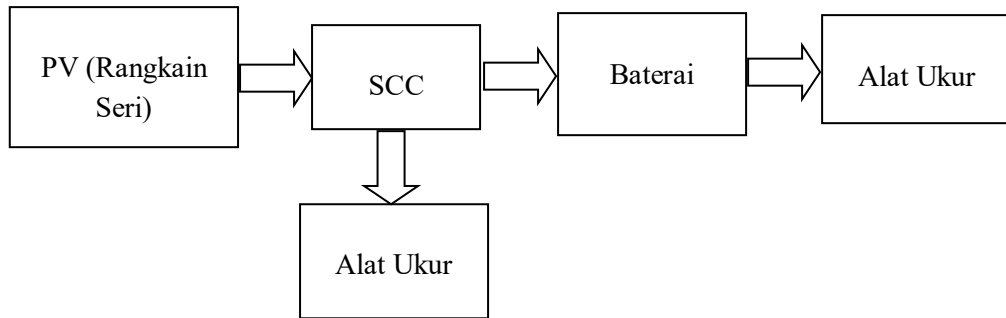 PV (Rangkain
Seri)
SCC
Baterai
Alat Ukur
Alat Ukur